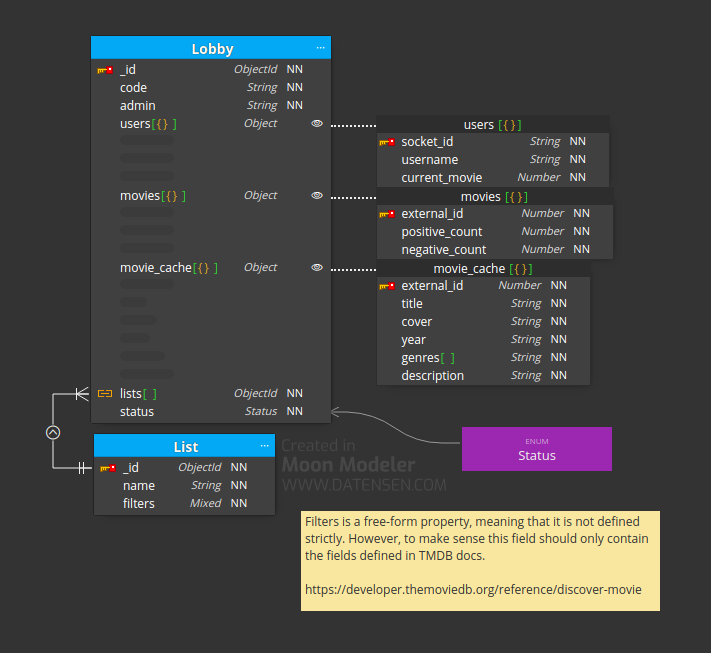 Lobby ...
_id ObjectId NN
code String NN
admin String NN
users[{} ] Object
users [{}]
socket_id String NN
username String NN
current_movie Number NN
movies[{} ] Object
movies [{}]
external_id Number NN
positive_count Number NN
negative_count Number NN
movie_cache[{} ] Object
movie_cache [{}]
external_id Number NN
title String NN
cover String NN
year String NN
genres[ ] String NN
description String NN
lists[ ] ObjectId NN
status Status NN
ENUM
Status
List ...
_id ObjectId NN
name String NN
filters Mixed NN
Created in
Moon Modeler
WWW.DATENSEN.COM
Filters is a free-form property, meaning that it is not defined
strictly. However, to make sense this field should only contain
the fields defined in TMDB docs.
https://developer.themoviedb.org/reference/discover-movie